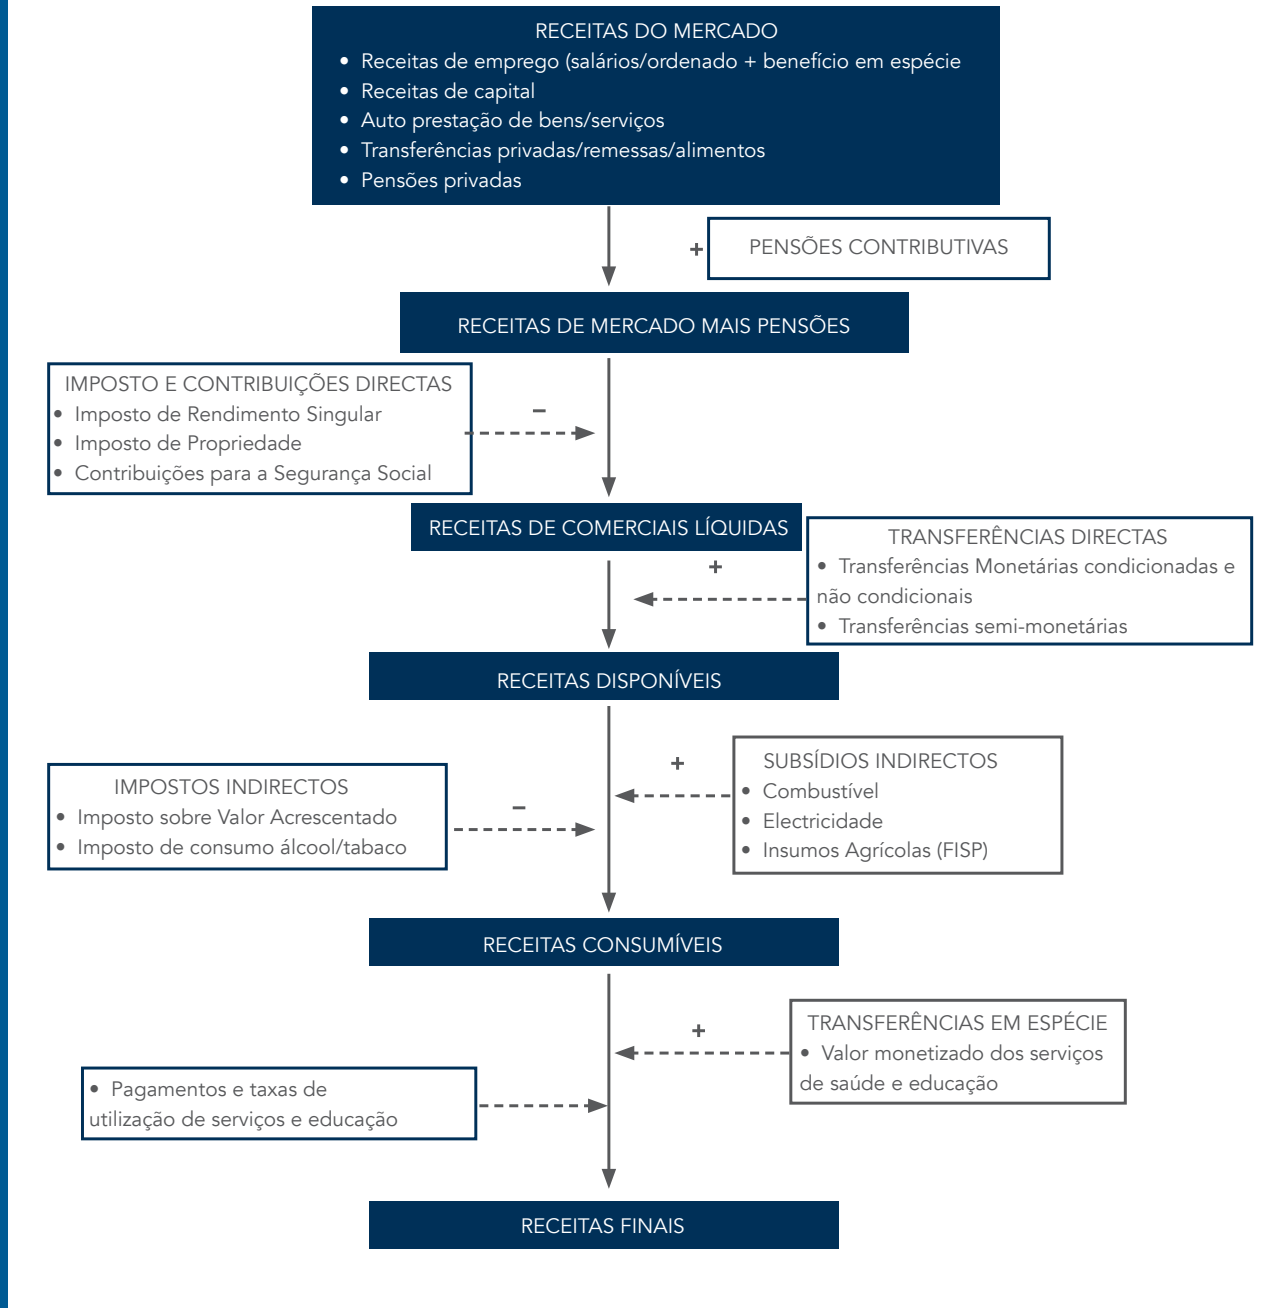 RECEITAS DO MERCADO
• Receitas de emprego (salários/ordenado + benefício em espécie
• Receitas de capital
• Auto prestação de bens/serviços
• Transferências privadas/remessas/alimentos
• Pensões privadas
+
PENSÕES CONTRIBUTIVAS
RECEITAS DE MERCADO MAIS PENSÕES
IMPOSTO E CONTRIBUIÇÕES DIRECTAS
• Imposto de Rendimento Singular
• Imposto de Propriedade
• Contribuições para a Segurança Social
–
RECEITAS DE COMERCIAIS LÍQUIDAS
+
TRANSFERÊNCIAS DIRECTAS
• Transferências Monetárias condicionadas e
não condicionais
• Transferências semi-monetárias
RECEITAS DISPONÍVEIS
IMPOSTOS INDIRECTOS
• Imposto sobre Valor Acrescentado
• Imposto de consumo álcool/tabaco
–
+
SUBSÍDIOS INDIRECTOS
• Combustível
• Electricidade
• Insumos Agrícolas (FISP)
RECEITAS CONSUMÍVEIS
+
TRANSFERÊNCIAS EM ESPÉCIE
• Valor monetizado dos serviços
de saúde e educação
• Pagamentos e taxas de
utilização de serviços e educação
RECEITAS FINAIS